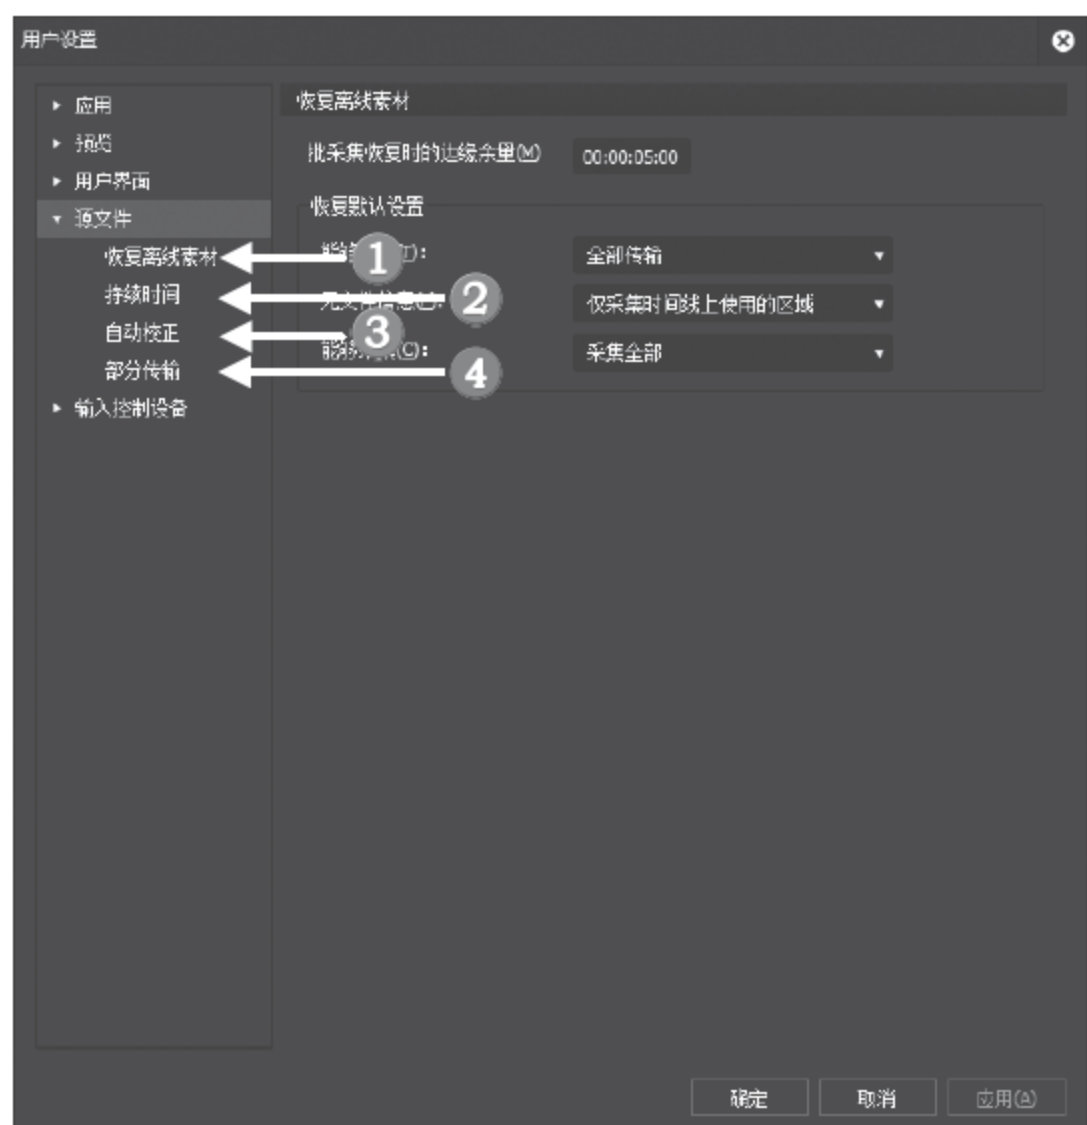 用户设置
应用
预览
用户界面
源文件
恢复离线素材
持续时间
自动校正
部分传输
输入控制设备
恢复离线素材
批采集恢复时的边缘余量(M)
00:00:05:00
恢复默认设置
(T):
全部传输
仅采集时间线上使用的区域
(C):
采集全部
1
2
3
4
确定
取消
应用(A)